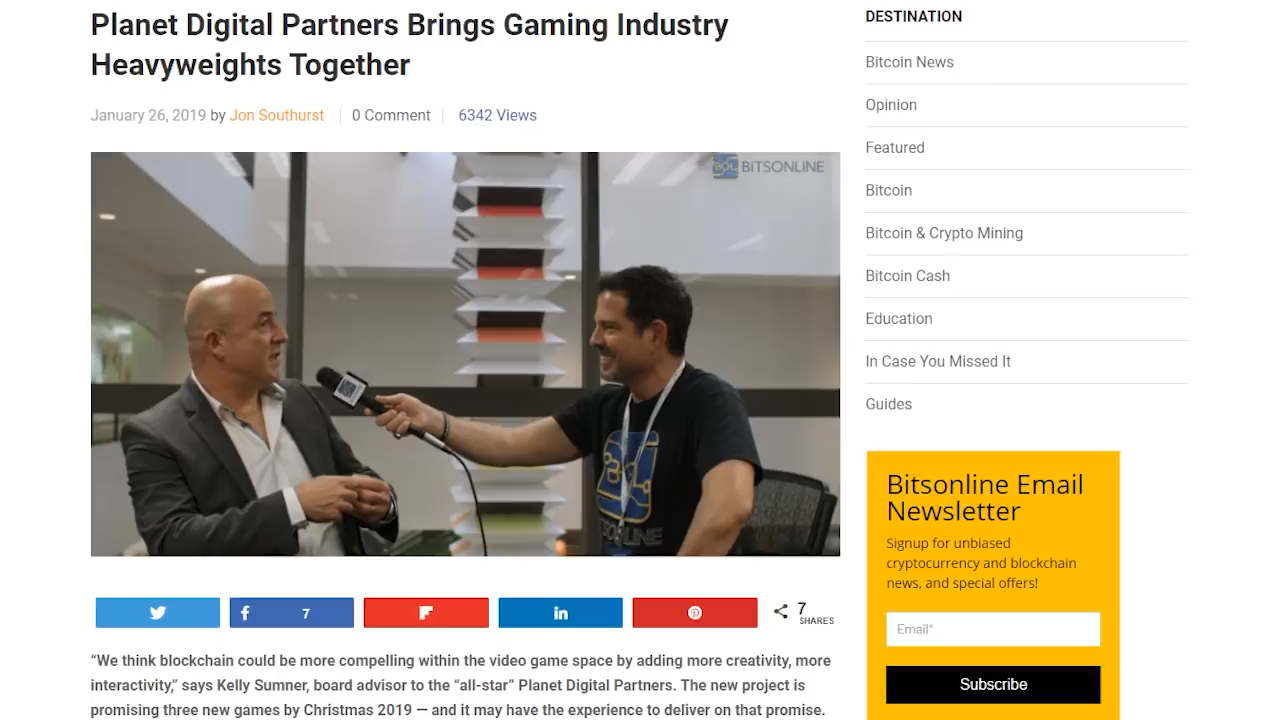 Planet Digital Partners Brings Gaming Industry
Heavyweights Together
January 26, 2019 by Jon Southurst
0 Comment
6342 Views
BOL BITSONLINE
BITSONLINE
7
7
SHARES
“We think blockchain could be more compelling within the video game space by adding more creativity, more
interactivity,” says Kelly Sumner, board advisor to the “all-star” Planet Digital Partners. The new project is
promising three new games by Christmas 2019 — and it may have the experience to deliver on that promise.
DESTINATION
Bitcoin News
Opinion
Featured
Bitcoin
Bitcoin & Crypto Mining
Bitcoin Cash
Education
In Case You Missed It
Guides
Bitsonline Email
Newsletter
Signup for unbiased
cryptocurrency and blockchain
news, and special offers!
Email*
Subscribe